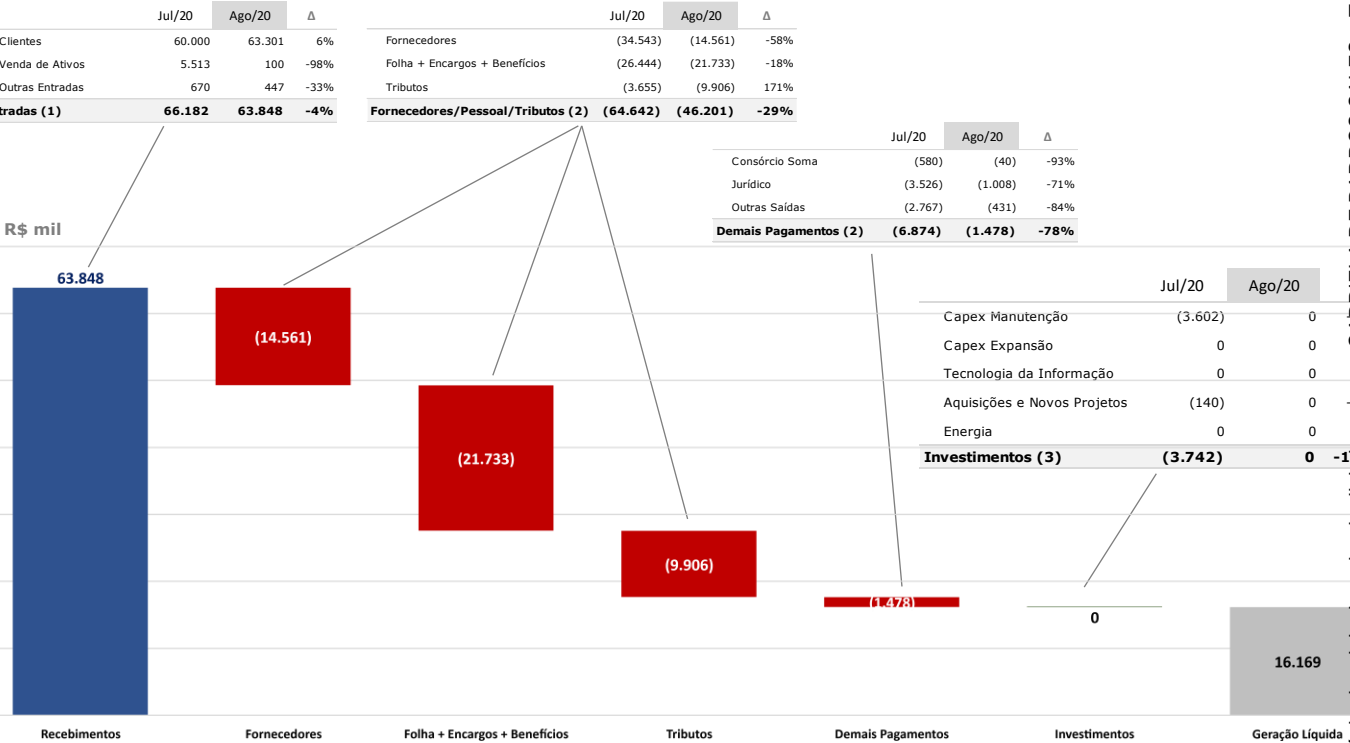 Jul/20 Ago/20 Δ
Clientes 60.000 63.301 6%
Venda de Ativos 5.513 100 -98%
Outras Entradas 670 447 -33%
tradas (1) 66.182 63.848 -4%
Jul/20 Ago/20 Δ
Fornecedores (34.543) (14.561) -58%
Folha + Encargos + Benefícios (26.444) (21.733) -18%
Tributos (3.655) (9.906) 171%
Fornecedores/Pessoal/Tributos (2) (64.642) (46.201) -29%
Jul/20 Ago/20 Δ
Consórcio Soma (580) (40) -93%
Jurídico (3.526) (1.008) -71%
Outras Saídas (2.767) (431) -84%
Demais Pagamentos (2) (6.874) (1.478) -78%
Jul/20 Ago/20
Capex Manutenção (3.602) 0
Capex Expansão 0 0
Tecnologia da Informação 0 0
Aquisições e Novos Projetos (140) 0 -
Energia 0 0
Investimentos (3) (3.742) 0 -1
R$ mil
63.848
(14.561)
(21.733)
(9.906)
(1.478)
0
16.169
Recebimentos Fornecedores Folha + Encargos + Benefícios Tributos Demais Pagamentos Investimentos Geração Líquida